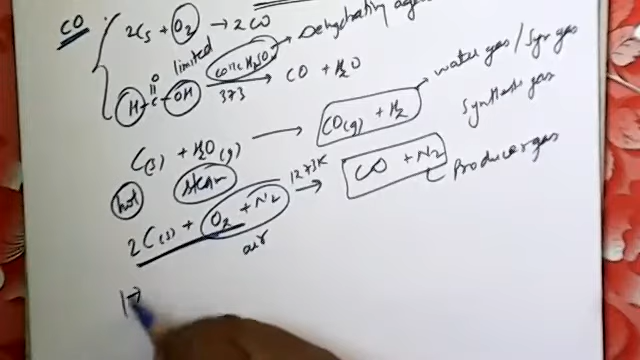 CO
2C(s) + O2 → 2CO
limited
H-C-OH
O
conc H2SO4
→ Dehydrating agent
373
CO + H2O
C(s) + H2O(g) → CO(g) + H2 → water gas / Syn gas
Synthesis gas
hot
steam
2C(s) + O2 + N2
1273K
→ CO + N2
Producer gas
air